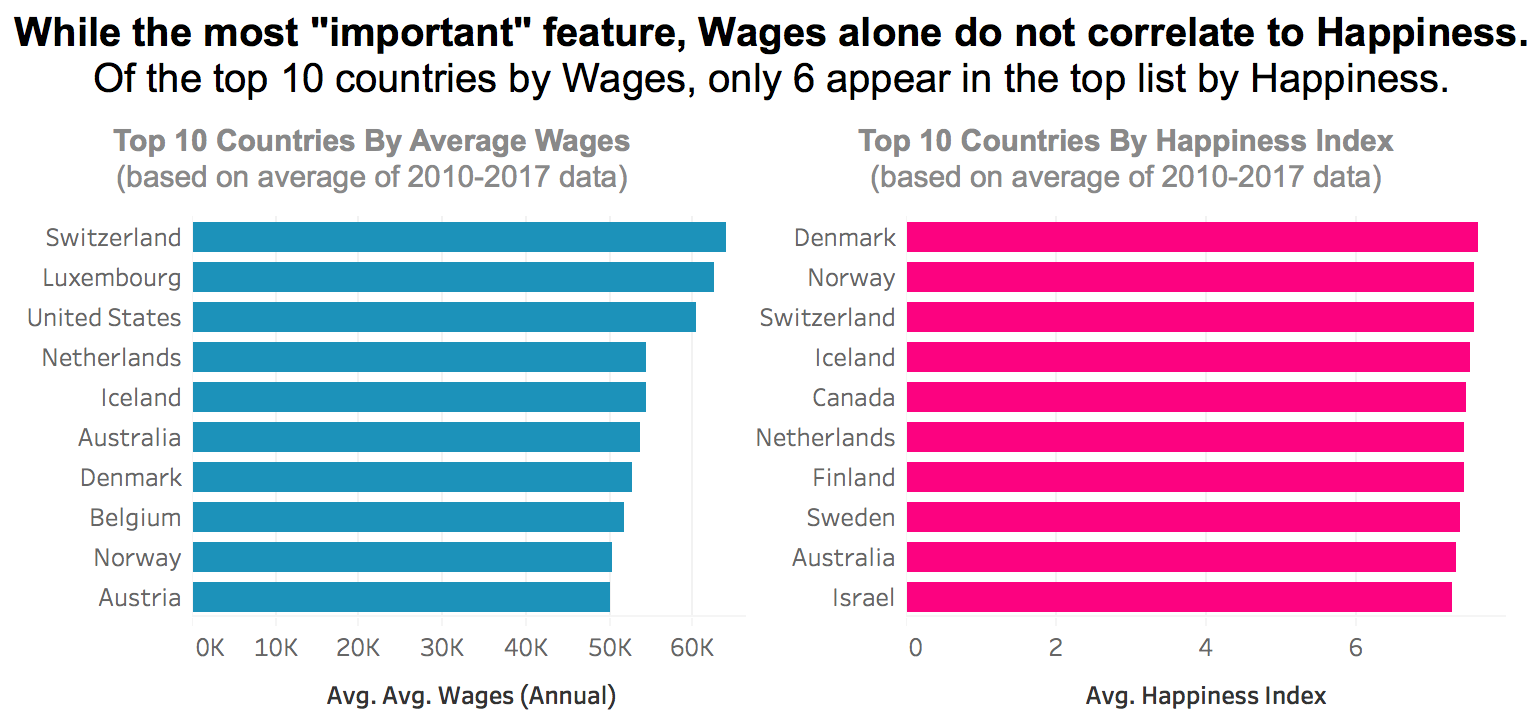 While the most "important" feature, Wages alone do not correlate to Happiness.
Of the top 10 countries by Wages, only 6 appear in the top list by Happiness.
Top 10 Countries By Average Wages
(based on average of 2010-2017 data)
Switzerland
Luxembourg
United States
Netherlands
Iceland
Australia
Denmark
Belgium
Norway
Austria
0K 10K 20K 30K 40K 50K 60K
Avg. Avg. Wages (Annual)
Top 10 Countries By Happiness Index
(based on average of 2010-2017 data)
Denmark
Norway
Switzerland
Iceland
Canada
Netherlands
Finland
Sweden
Australia
Israel
0 2 4 6
Avg. Happiness Index